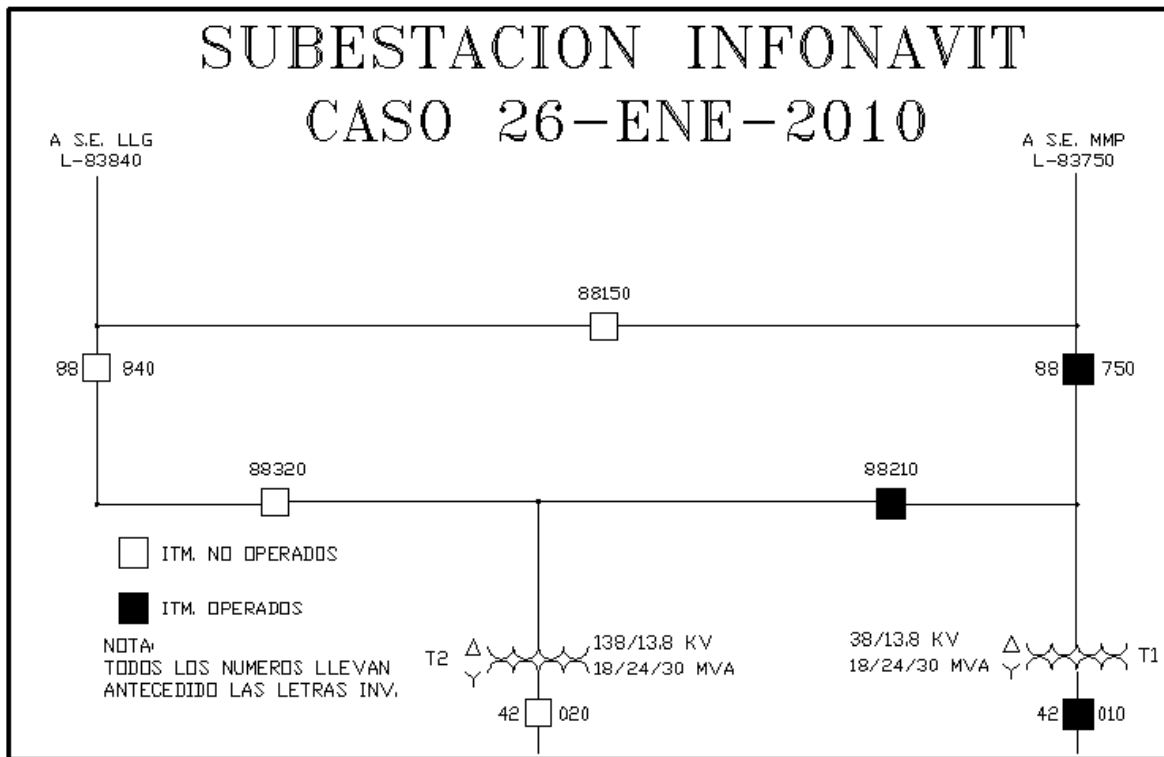 SUBESTACION INFONAVIT
CASO 26-ENE-2010
A S.E. LLG
L-83840
A S.E. MMP
L-83750
88150
88 840
88 750
88320
88210
ITM. NO OPERADOS
ITM. OPERADOS
NOTA:
TODOS LOS NUMEROS LLEVAN
ANTECEDIDO LAS LETRAS INV.
T2
138/13.8 KV
18/24/30 MVA
38/13.8 KV
18/24/30 MVA
T1
42 020
42 010